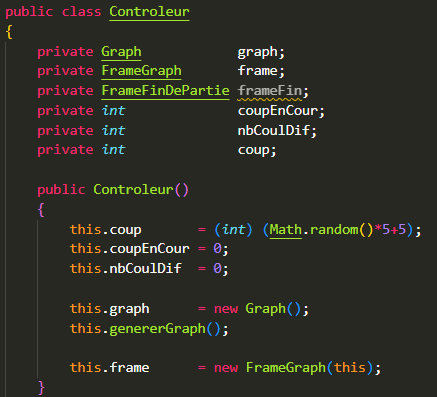 public class Controleur
{
    private Graph            graph;
    private FrameGraph       frame;
    private FrameFinDePartie frameFin;
    private int              coupEnCour;
    private int              nbCoulDif;
    private int              coup;

    public Controleur()
    {
        this.coup       = (int) (Math.random()*5+5);
        this.coupEnCour = 0;
        this.nbCoulDif  = 0;

        this.graph      = new Graph();
        this.genererGraph();

        this.frame      = new FrameGraph(this);
    }